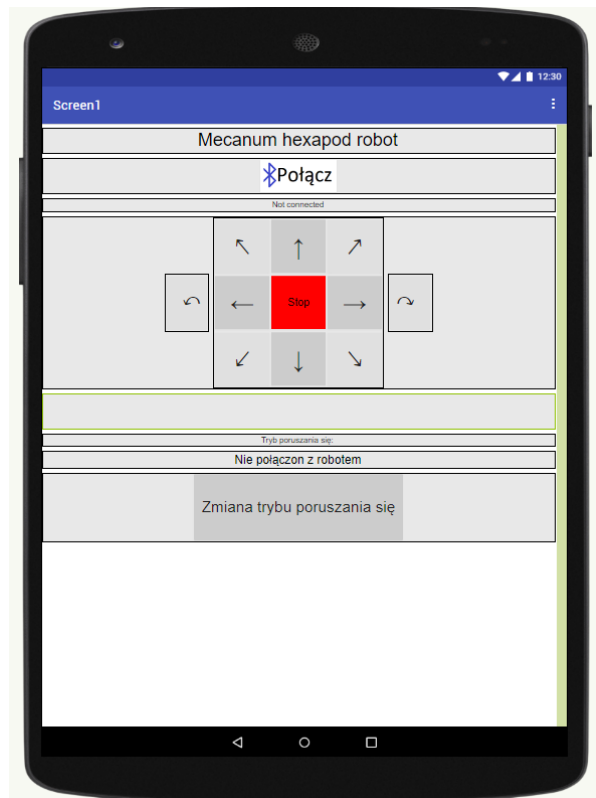 12:30
Screen1
Mecanum hexapod robot
Połącz
Not connected
↖ ↑ ↗
↶ ← Stop → ↷
↙ ↓ ↘
Tryb poruszania się:
Nie połączon z robotem
Zmiana trybu poruszania się